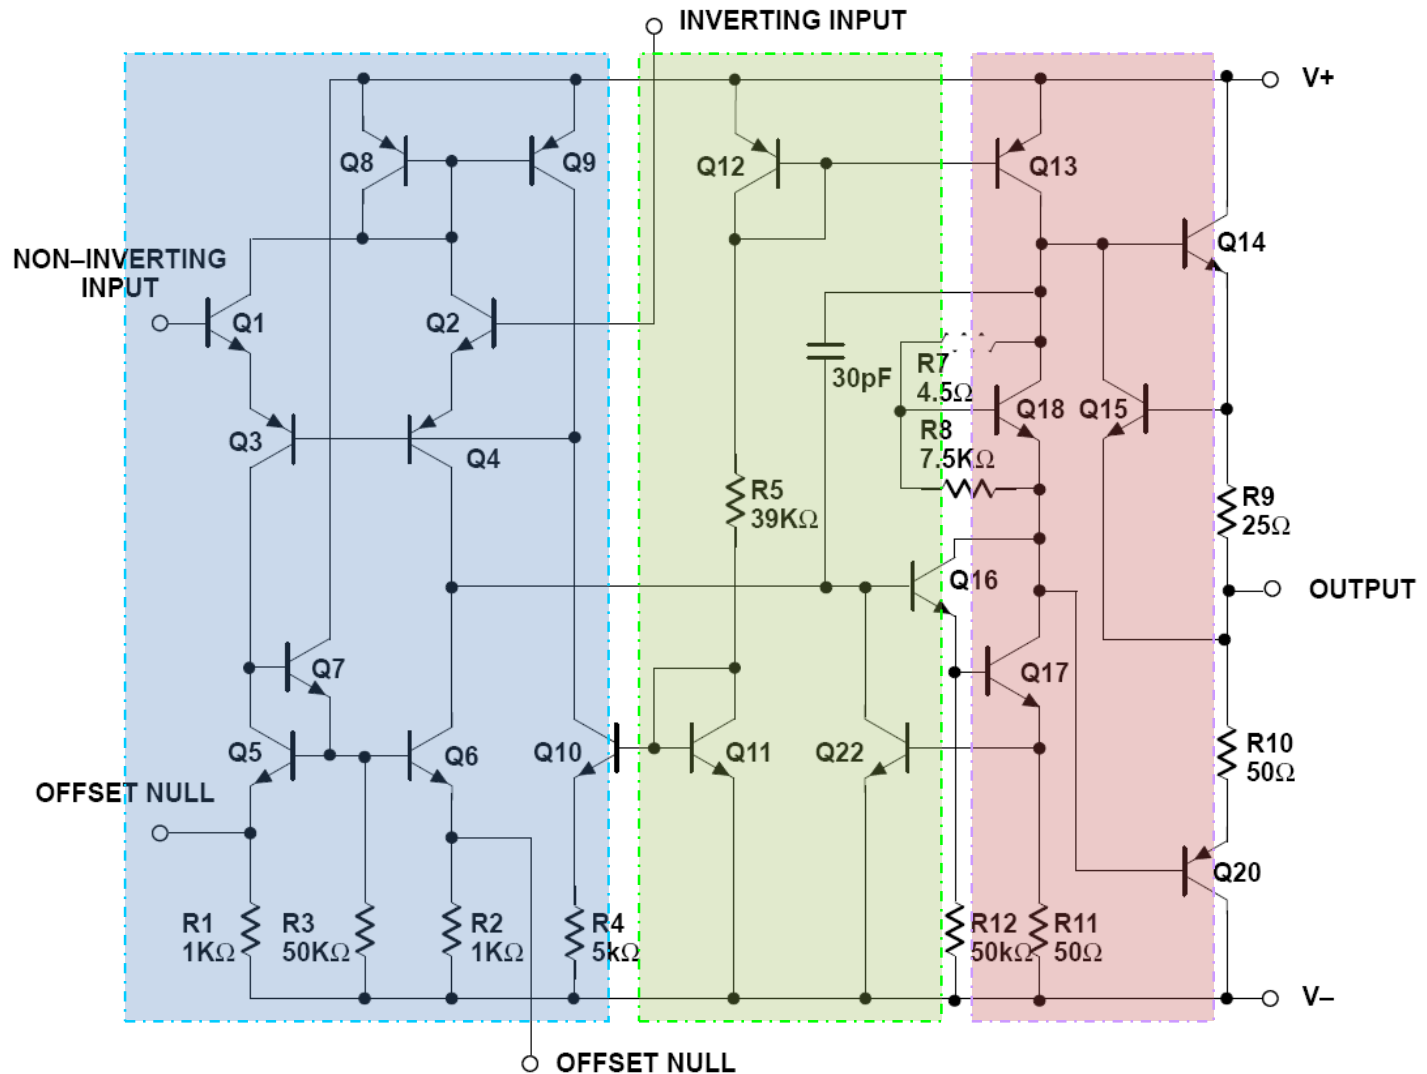 INVERTING INPUT
V+
Q8
Q9
Q12
Q13
Q14
NON–INVERTING
INPUT
Q1
Q2
30pF
R7
4.5Ω
Q18
Q15
Q3
Q4
R8
7.5KΩ
R5
39KΩ
R9
25Ω
Q16
OUTPUT
Q7
Q17
Q5
Q6
Q10
Q11
Q22
R10
50Ω
OFFSET NULL
Q20
R1
1KΩ
R3
50KΩ
R2
1KΩ
R4
5kΩ
R12
50kΩ
R11
50Ω
V–
OFFSET NULL